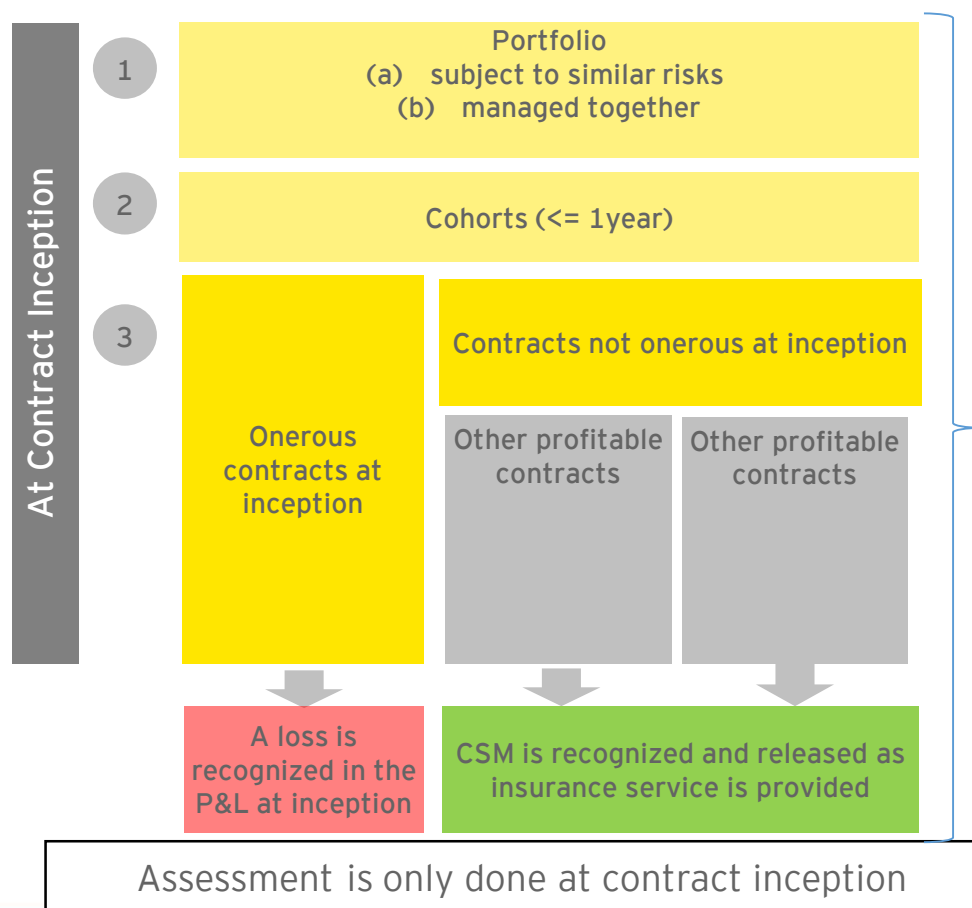 At Contract Inception
1
Portfolio
(a) subject to similar risks
(b) managed together
2
Cohorts (<= 1year)
3
Onerous
contracts at
inception
Contracts not onerous at inception
Other profitable
contracts
Other profitable
contracts
A loss is
recognized in the
P&L at inception
CSM is recognized and released as
insurance service is provided
Assessment is only done at contract inception